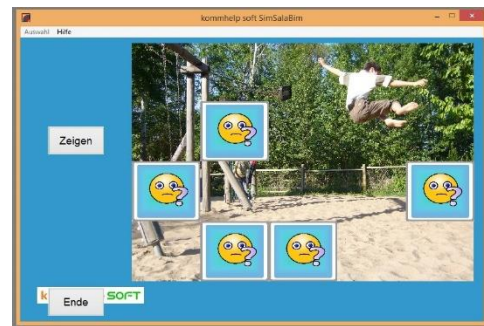 kommhelp soft SimSalaBim
Auswahl Hilfe
Zeigen
k
Ende
SOFT